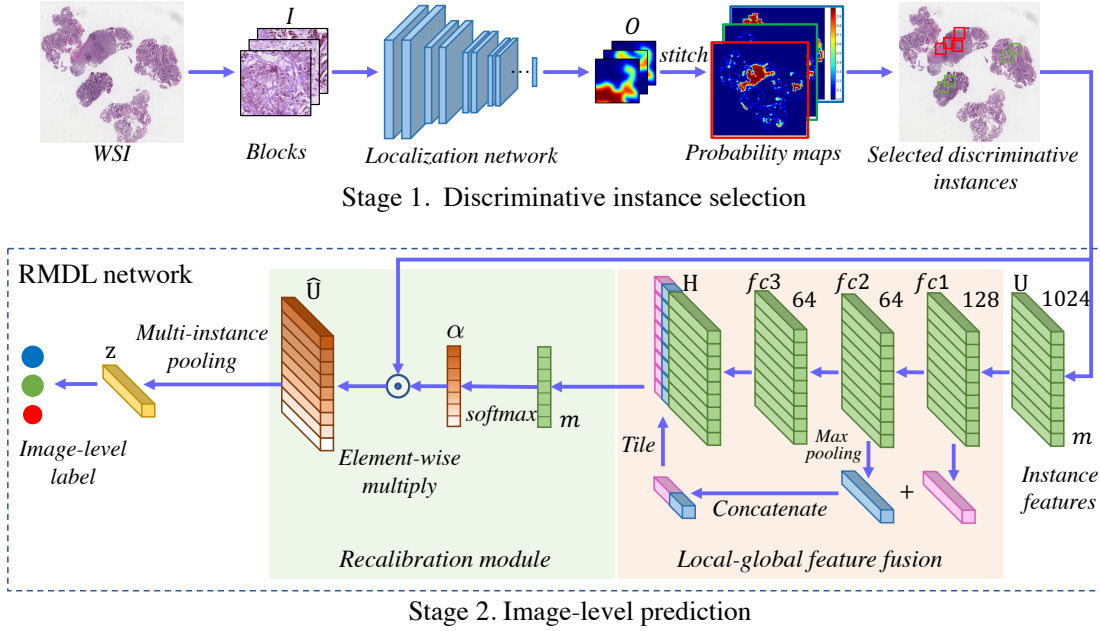 I
O
stitch
WSI
Blocks
Localization network
Probability maps
Selected discriminative
instances
Stage 1. Discriminative instance selection
RMDL network
Û
H
fc3
64
fc2
64
fc1
128
U
1024
Multi-instance
pooling
z
α
softmax
m
m
Image-level
label
Element-wise
multiply
Tile
Max
pooling
+
Concatenate
Instance
features
Recalibration module
Local-global feature fusion
Stage 2. Image-level prediction